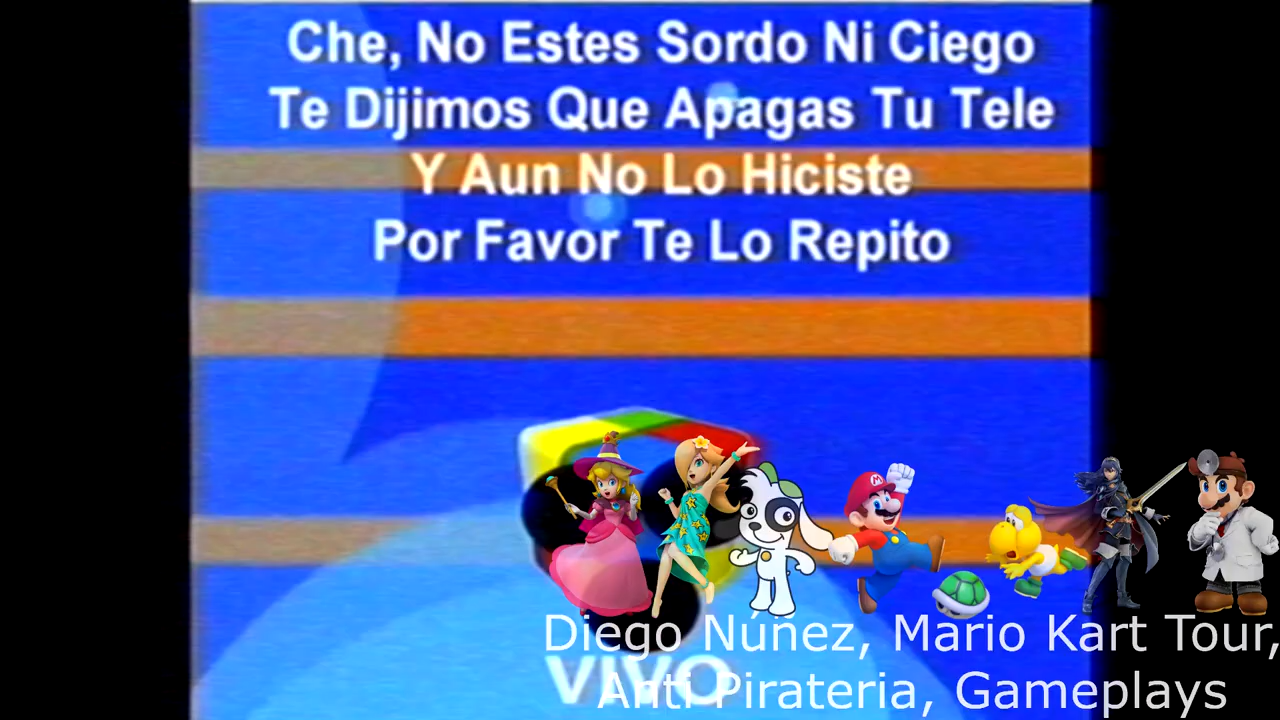 Che, No Estes Sordo Ni Ciego
Te Dijimos Que Apagas Tu Tele
Y Aun No Lo Hiciste
Por Favor Te Lo Repito
Diego Núñez, Mario Kart Tour,
VIVO
Anti Pirateria, Gameplays